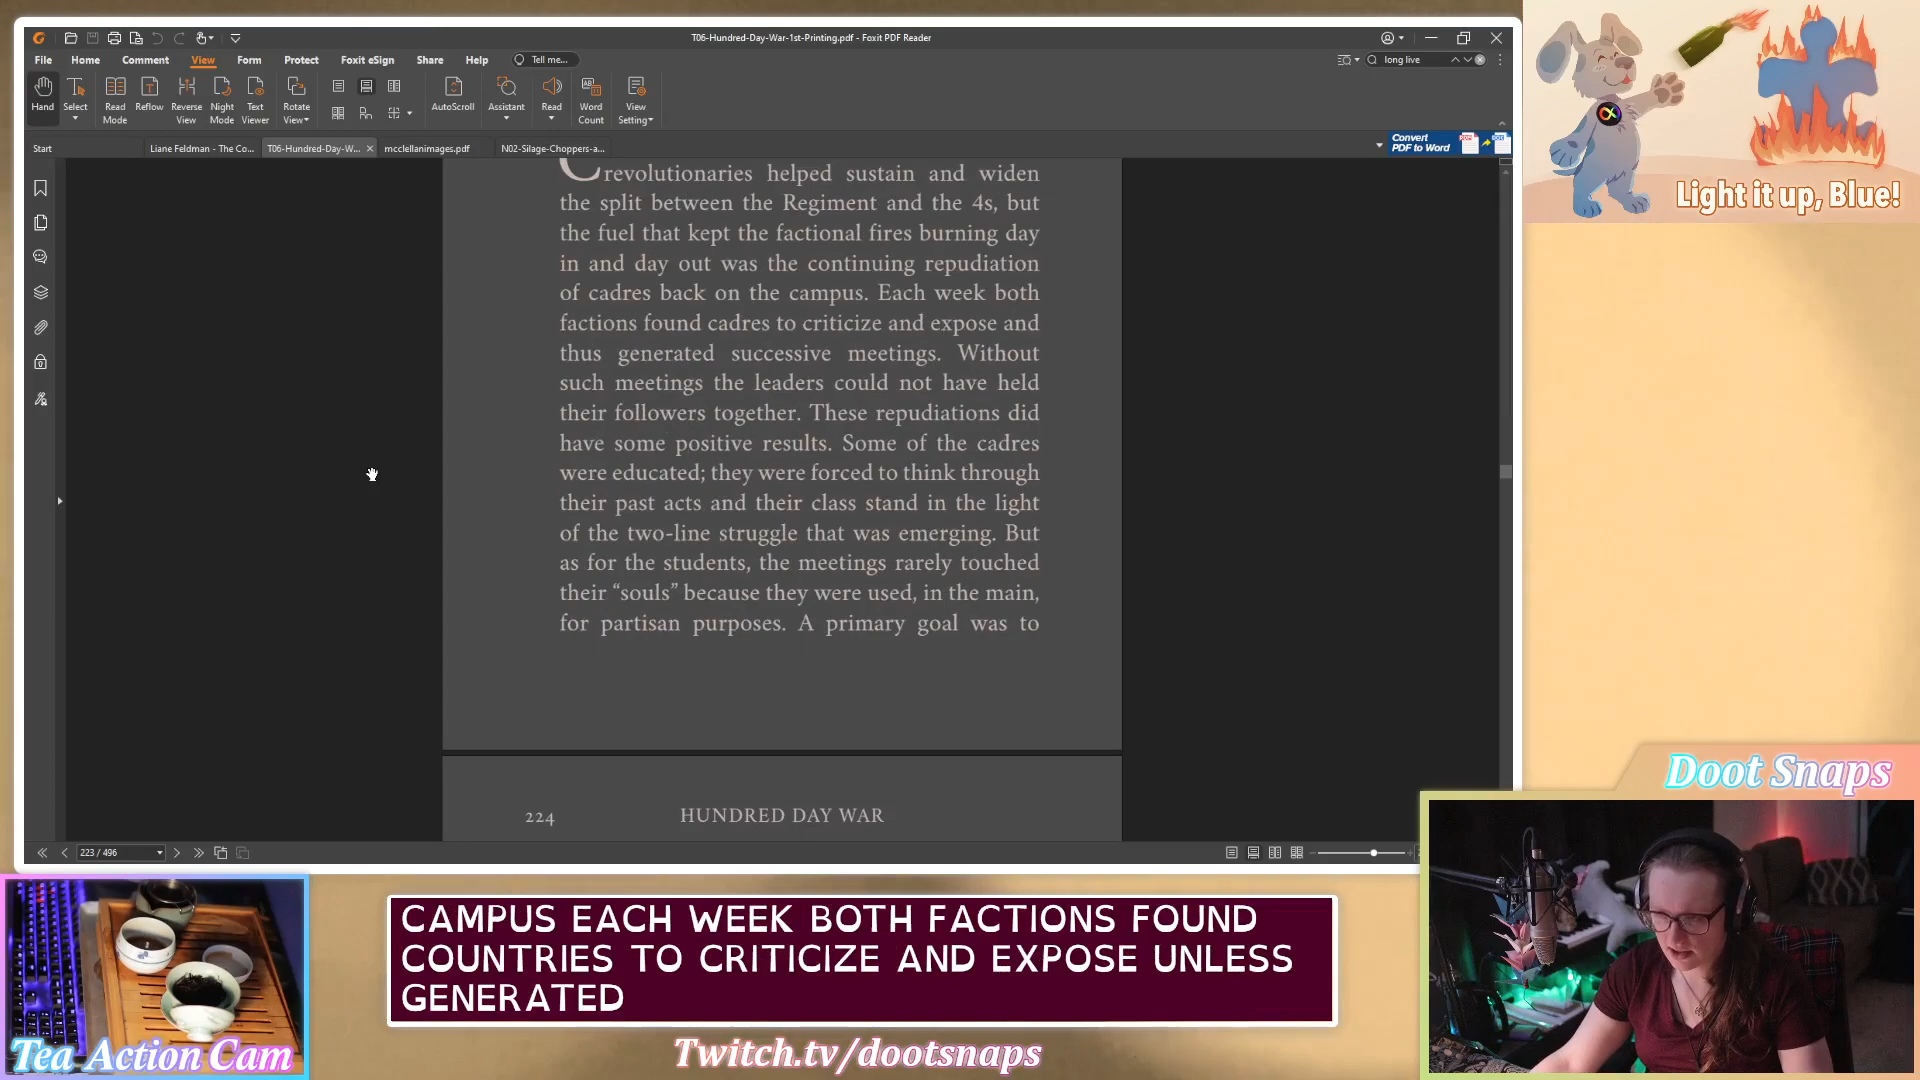 T06-Hundred-Day-War-1st-Printing.pdf - Foxit PDF Reader
File Home Comment View Form Protect Foxit eSign Share Help Tell me... long live
Hand Select Read Mode Reflow Reverse View Night Mode Text Viewer Rotate View AutoScroll Assistant Read Word Count View Setting
Start Liane Feldman - The Co... T06-Hundred-Day-W... mcclellanimages.pdf N02-Silage-Choppers-a... Convert PDF to Word
revolutionaries helped sustain and widen
the split between the Regiment and the 4s, but
the fuel that kept the factional fires burning day
in and day out was the continuing repudiation
of cadres back on the campus. Each week both
factions found cadres to criticize and expose and
thus generated successive meetings. Without
such meetings the leaders could not have held
their followers together. These repudiations did
have some positive results. Some of the cadres
were educated; they were forced to think through
their past acts and their class stand in the light
of the two-line struggle that was emerging. But
as for the students, the meetings rarely touched
their “souls” because they were used, in the main,
for partisan purposes. A primary goal was to
224 HUNDRED DAY WAR
223 / 496
Light it up, Blue!
Doot Snaps
CAMPUS EACH WEEK BOTH FACTIONS FOUND
COUNTRIES TO CRITICIZE AND EXPOSE UNLESS
GENERATED
Tea Action Cam
Twitch.tv/dootsnaps